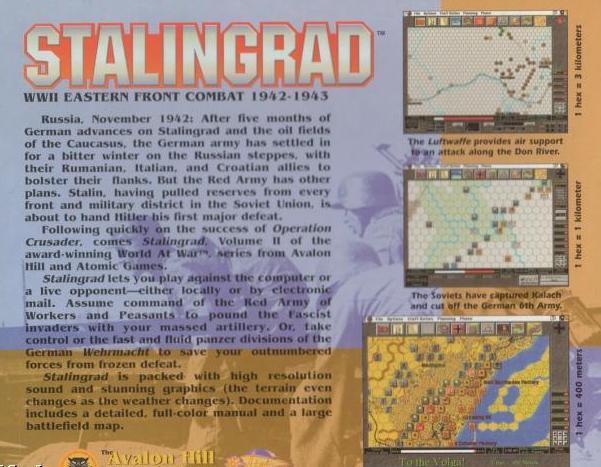 STALINGRAD™
WWII EASTERN FRONT COMBAT 1942-1943
Russia, November 1942: After five months of
German advances on Stalingrad and the oil fields
of the Caucasus, the German army has settled in
for a bitter winter on the Russian steppes, with
their Rumanian, Italian, and Croatian allies to
bolster their flanks. But the Red Army has other
plans. Stalin, having pulled reserves from every
front and military district in the Soviet Union, is
about to hand Hitler his first major defeat.
Following quickly on the success of Operation
Crusader, comes Stalingrad, Volume II of the
award-winning World At War™, series from Avalon
Hill and Atomic Games.
Stalingrad lets you play against the computer or
a live opponent—either locally or by electronic
mail. Assume command of the Red Army of
Workers and Peasants to pound the Fascist
invaders with your massed artillery. Or, take
control or the fast and fluid panzer divisions of the
German Wehrmacht to save your outnumbered
forces from frozen defeat.
Stalingrad is packed with high resolution
sound and stunning graphics (the terrain even
changes as the weather changes). Documentation
includes a detailed, full-color manual and a large
battlefield map.
The
Avalon Hill
1 hex = 3 kilometers
The Luftwaffe provides air support
to an attack along the Don River.
1 hex = 1 kilometer
The Soviets have captured Kalach
and cut off the German 6th Army.
1 hex = 400 meters
To the Volga!